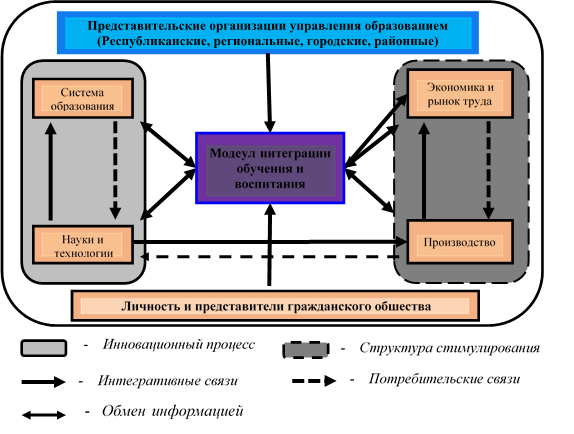 Представительские организации управления образованием
(Республиканские, региональные, городские, районные)
Система
образования
Экономика и
рынок труда
Модеул интеграции
обучения и
воспитания
Науки и
технологии
Производство
Личность и представители гражданского обшества
- Инновационный процесс
- Структура стимулирования
- Интегративные связи
- Потребительские связи
- Обмен информацией